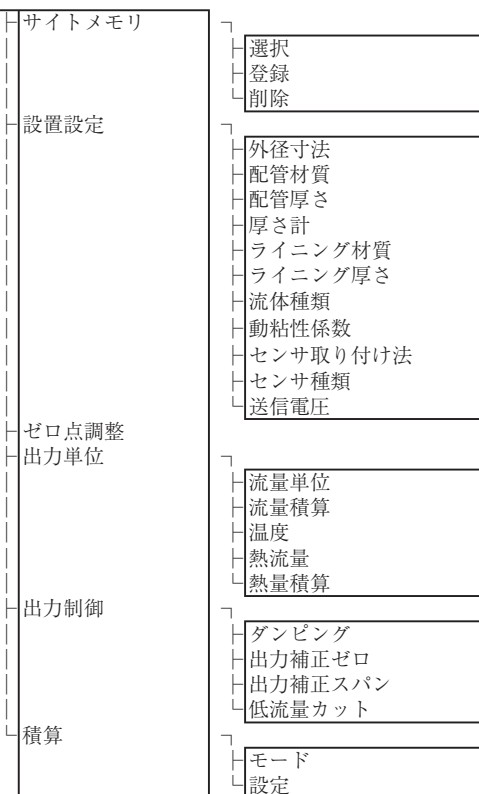 サイトメモリ
選択
登録
削除
設置設定
外径寸法
配管材質
配管厚さ
厚さ計
ライニング材質
ライニング厚さ
流体種類
動粘性係数
センサ取り付け法
センサ種類
送信電圧
ゼロ点調整
出力単位
流量単位
流量積算
温度
熱流量
熱量積算
出力制御
ダンピング
出力補正ゼロ
出力補正スパン
低流量カット
積算
モード
設定